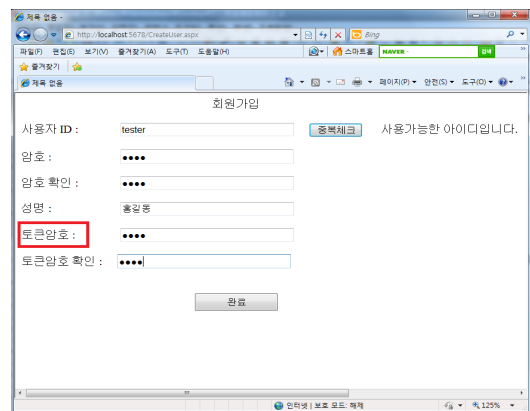 제목 없음 -
http://localhost:5678/CreateUser.aspx
Bing
파일(F) 편집(E) 보기(V) 즐겨찾기(A) 도구(T) 도움말(H)
스마트홈 NAVER 검색
즐겨찾기
제목 없음
페이지(P) 안전(S) 도구(O)
회원가입
사용자 ID : tester 중복체크 사용가능한 아이디입니다.
암호 : ●●●●
암호 확인 : ●●●●
성명 : 홍길동
토큰암호 : ●●●●
토큰암호 확인 : ●●●●
완료
인터넷 | 보호 모드: 해제 125%